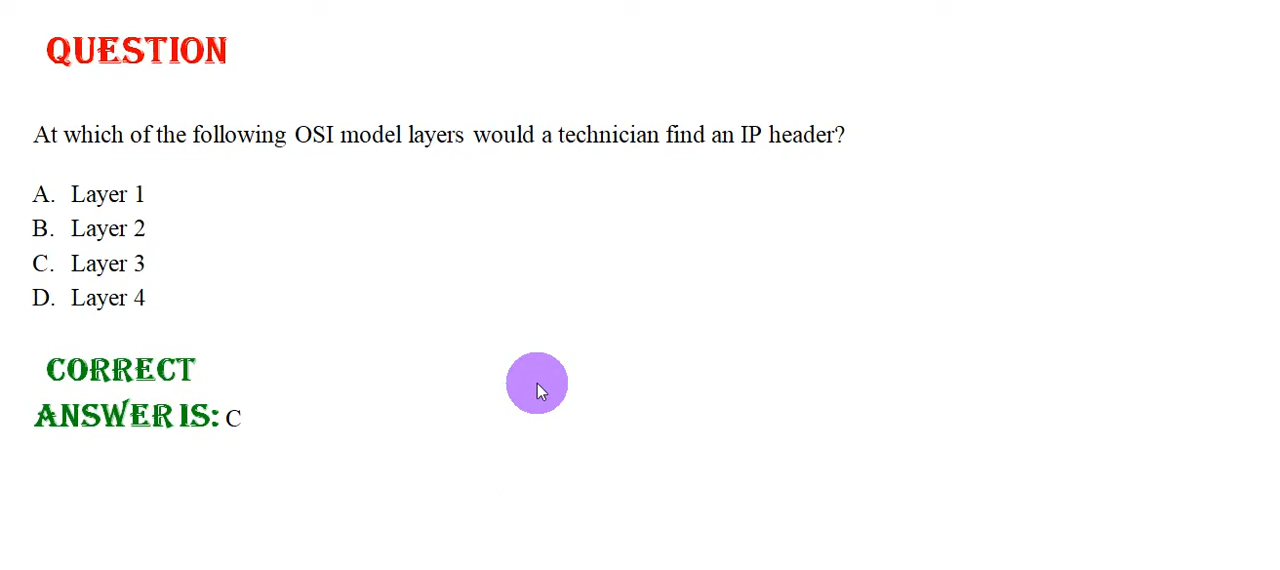 QUESTION
At which of the following OSI model layers would a technician find an IP header?
A. Layer 1
B. Layer 2
C. Layer 3
D. Layer 4
CORRECT
ANSWER IS: C